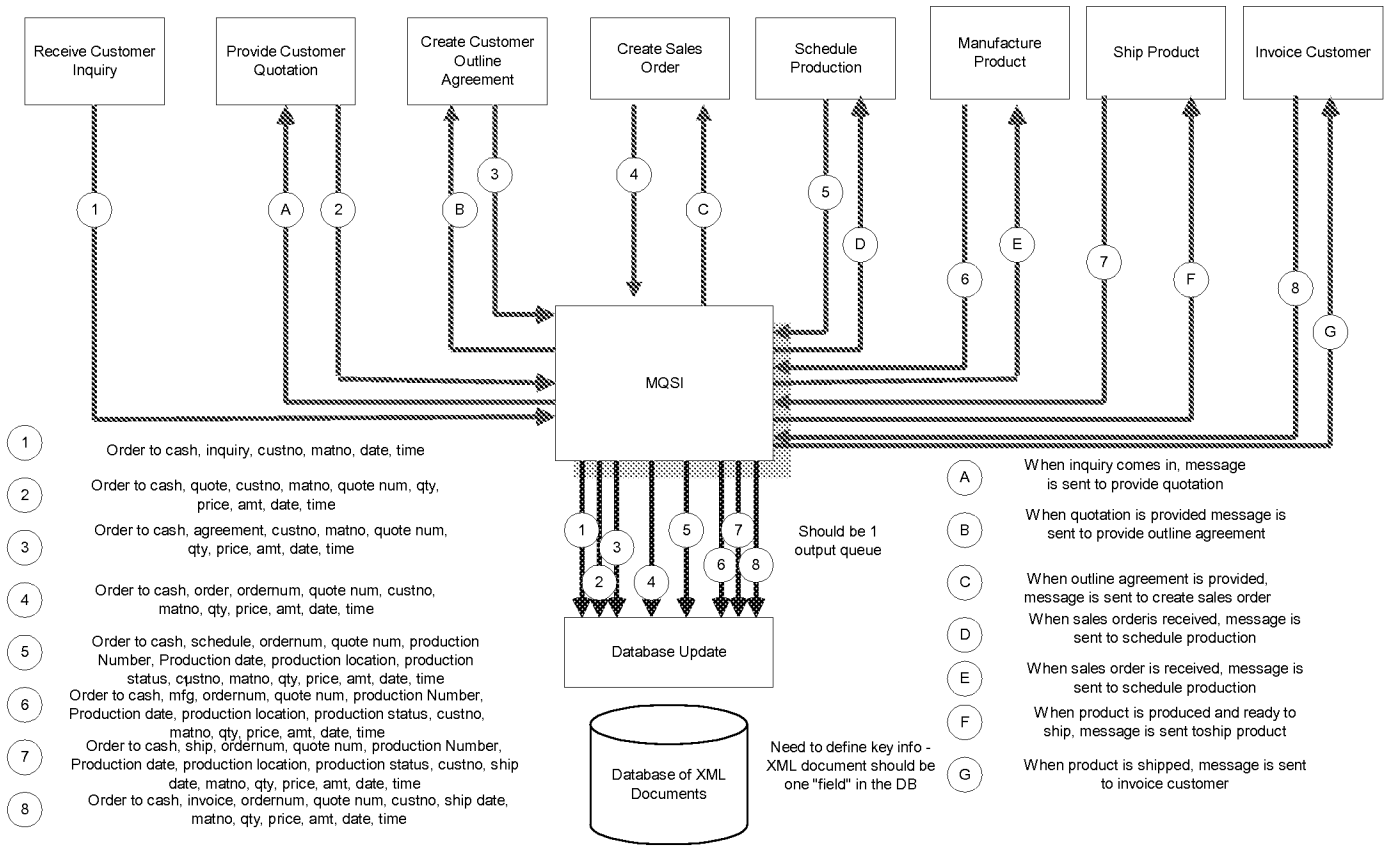 Receive Customer
Inquiry
Provide Customer
Quotation
Create Customer
Outline
Agreement
Create Sales
Order
Schedule
Production
Manufacture
Product
Ship Product
Invoice Customer
1
A
2
B
3
4
C
5
D
6
E
7
F
8
G
MQSI
1
2
3
4
5
6
7
8
Should be 1
output queue
Database Update
Database of XML
Documents
Need to define key info -
XML document should be
one "field" in the DB
1
Order to cash, inquiry, custno, matno, date, time
2
Order to cash, quote, custno, matno, quote num, qty,
price, amt, date, time
3
Order to cash, agreement, custno, matno, quote num,
qty, price, amt, date, time
4
Order to cash, order, ordernum, quote num, custno,
matno, qty, price, amt, date, time
5
Order to cash, schedule, ordernum, quote num, production
Number, Production date, production location, production
status, custno, matno, qty, price, amt, date, time
6
Order to cash, mfg, ordernum, quote num, production Number,
Production date, production location, production status, custno,
matno, qty, price, amt, date, time
7
Order to cash, ship, ordernum, quote num, production Number,
Production date, production location, production status, custno, ship
date, matno, qty, price, amt, date, time
8
Order to cash, invoice, ordernum, quote num, custno, ship date,
matno, qty, price, amt, date, time
A
When inquiry comes in, message
is sent to provide quotation
B
When quotation is provided message is
sent to provide outline agreement
C
When outline agreement is provided,
message is sent to create sales order
D
When sales orderis received, message is
sent to schedule production
E
When sales order is received, message is
sent to schedule production
F
When product is produced and ready to
ship, message is sent toship product
G
When product is shipped, message is sent
to invoice customer